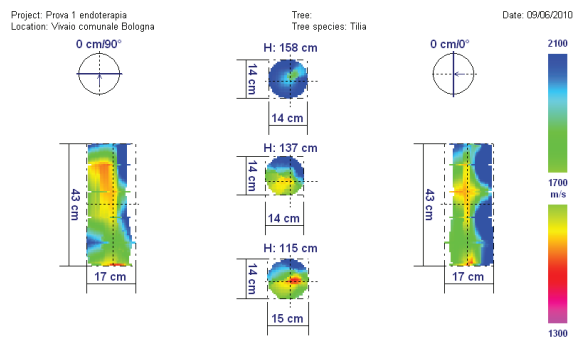 Project: Prova 1 endoterapia
Tree:
Date: 09/06/2010
Location: Vivaio comunale Bologna
Tree species: Tilia
0 cm/90°
H: 158 cm
0 cm/0°
2100
14 cm
14 cm
H: 137 cm
14 cm
14 cm
43 cm
43 cm
1700
m/s
H: 115 cm
14 cm
17 cm
17 cm
15 cm
1300